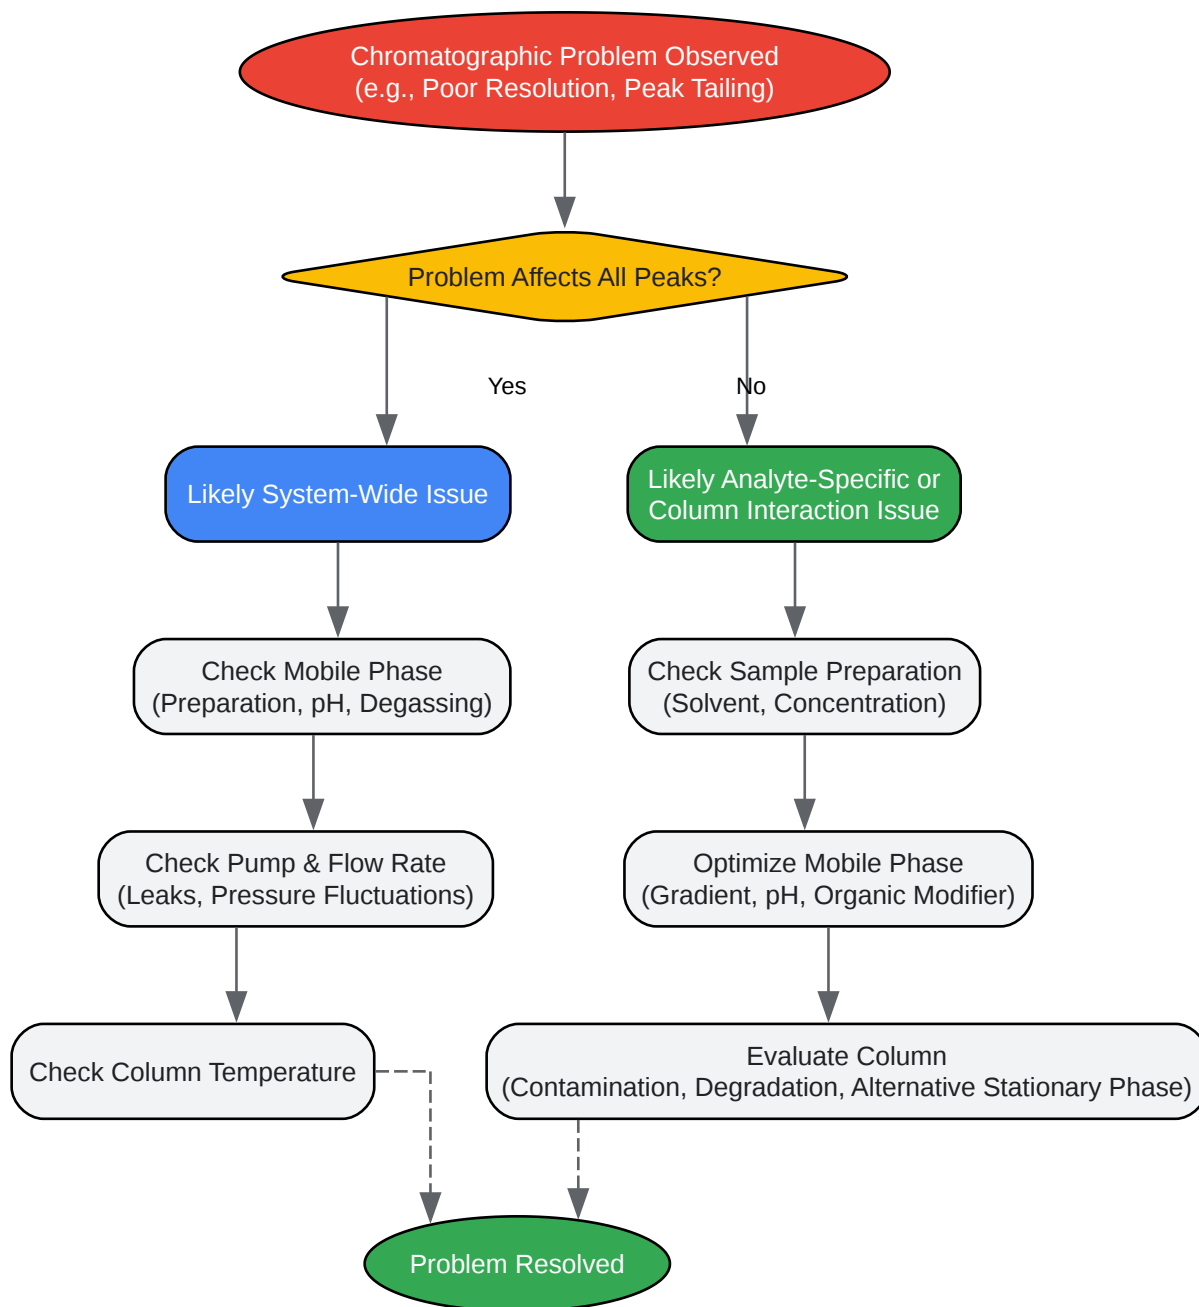 Chromatographic Problem Observed
(e.g., Poor Resolution, Peak Tailing)
Problem Affects All Peaks?
Yes
No
Likely System-Wide Issue
Likely Analyte-Specific or
Column Interaction Issue
Check Mobile Phase
(Preparation, pH, Degassing)
Check Sample Preparation
(Solvent, Concentration)
Check Pump & Flow Rate
(Leaks, Pressure Fluctuations)
Optimize Mobile Phase
(Gradient, pH, Organic Modifier)
Check Column Temperature
Evaluate Column
(Contamination, Degradation, Alternative Stationary Phase)
Problem Resolved